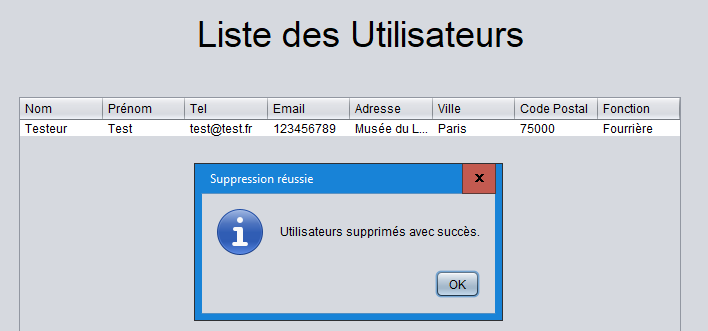 Liste des Utilisateurs
Nom Prénom Tel Email Adresse Ville Code Postal Fonction
Testeur Test test@test.fr 123456789 Musée du L... Paris 75000 Fourrière
Suppression réussie x
Utilisateurs supprimés avec succès.
OK